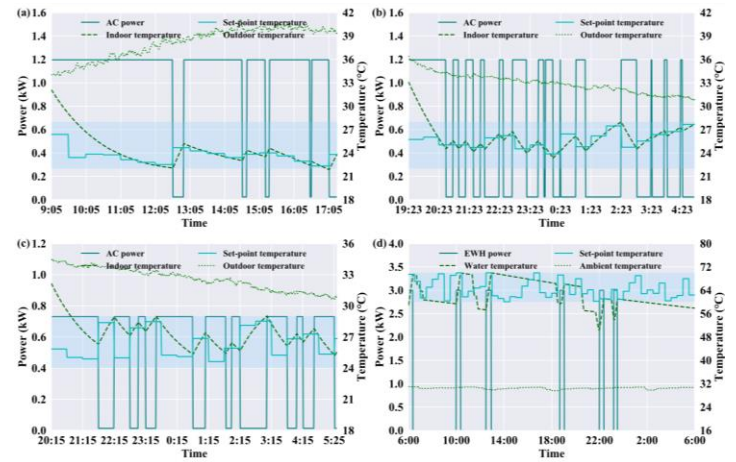 (a)
AC power
Set-point temperature
Indoor temperature
Outdoor temperature
Power (kW)
1.6
1.4
1.2
1.0
0.8
0.6
0.4
0.2
0.0
Temperature (°C)
42
39
36
33
30
27
24
21
18
9:05 10:05 11:05 12:05 13:05 14:05 15:05 16:05 17:05
Time
(b)
AC power
Set-point temperature
Indoor temperature
Outdoor temperature
Power (kW)
1.6
1.4
1.2
1.0
0.8
0.6
0.4
0.2
0.0
Temperature (°C)
42
39
36
33
30
27
24
21
18
19:23 20:23 21:23 22:23 23:23 0:23 1:23 2:23 3:23 4:23
Time
(c)
AC power
Set-point temperature
Indoor temperature
Outdoor temperature
Power (kW)
1.2
1.0
0.8
0.6
0.4
0.2
0.0
Temperature (°C)
36
33
30
29
26
24
18
20:15 21:15 22:15 23:15 0:15 1:15 2:15 3:15 4:15 5:25
Time
(d)
EWH power
Set-point temperature
Water temperature
Ambient temperature
Power (kW)
4.0
3.5
3.0
2.5
2.0
1.5
1.0
0.5
0.0
Temperature (°C)
80
72
64
56
48
40
32
24
16
6:00 10:00 14:00 18:00 22:00 2:00 6:00
Time